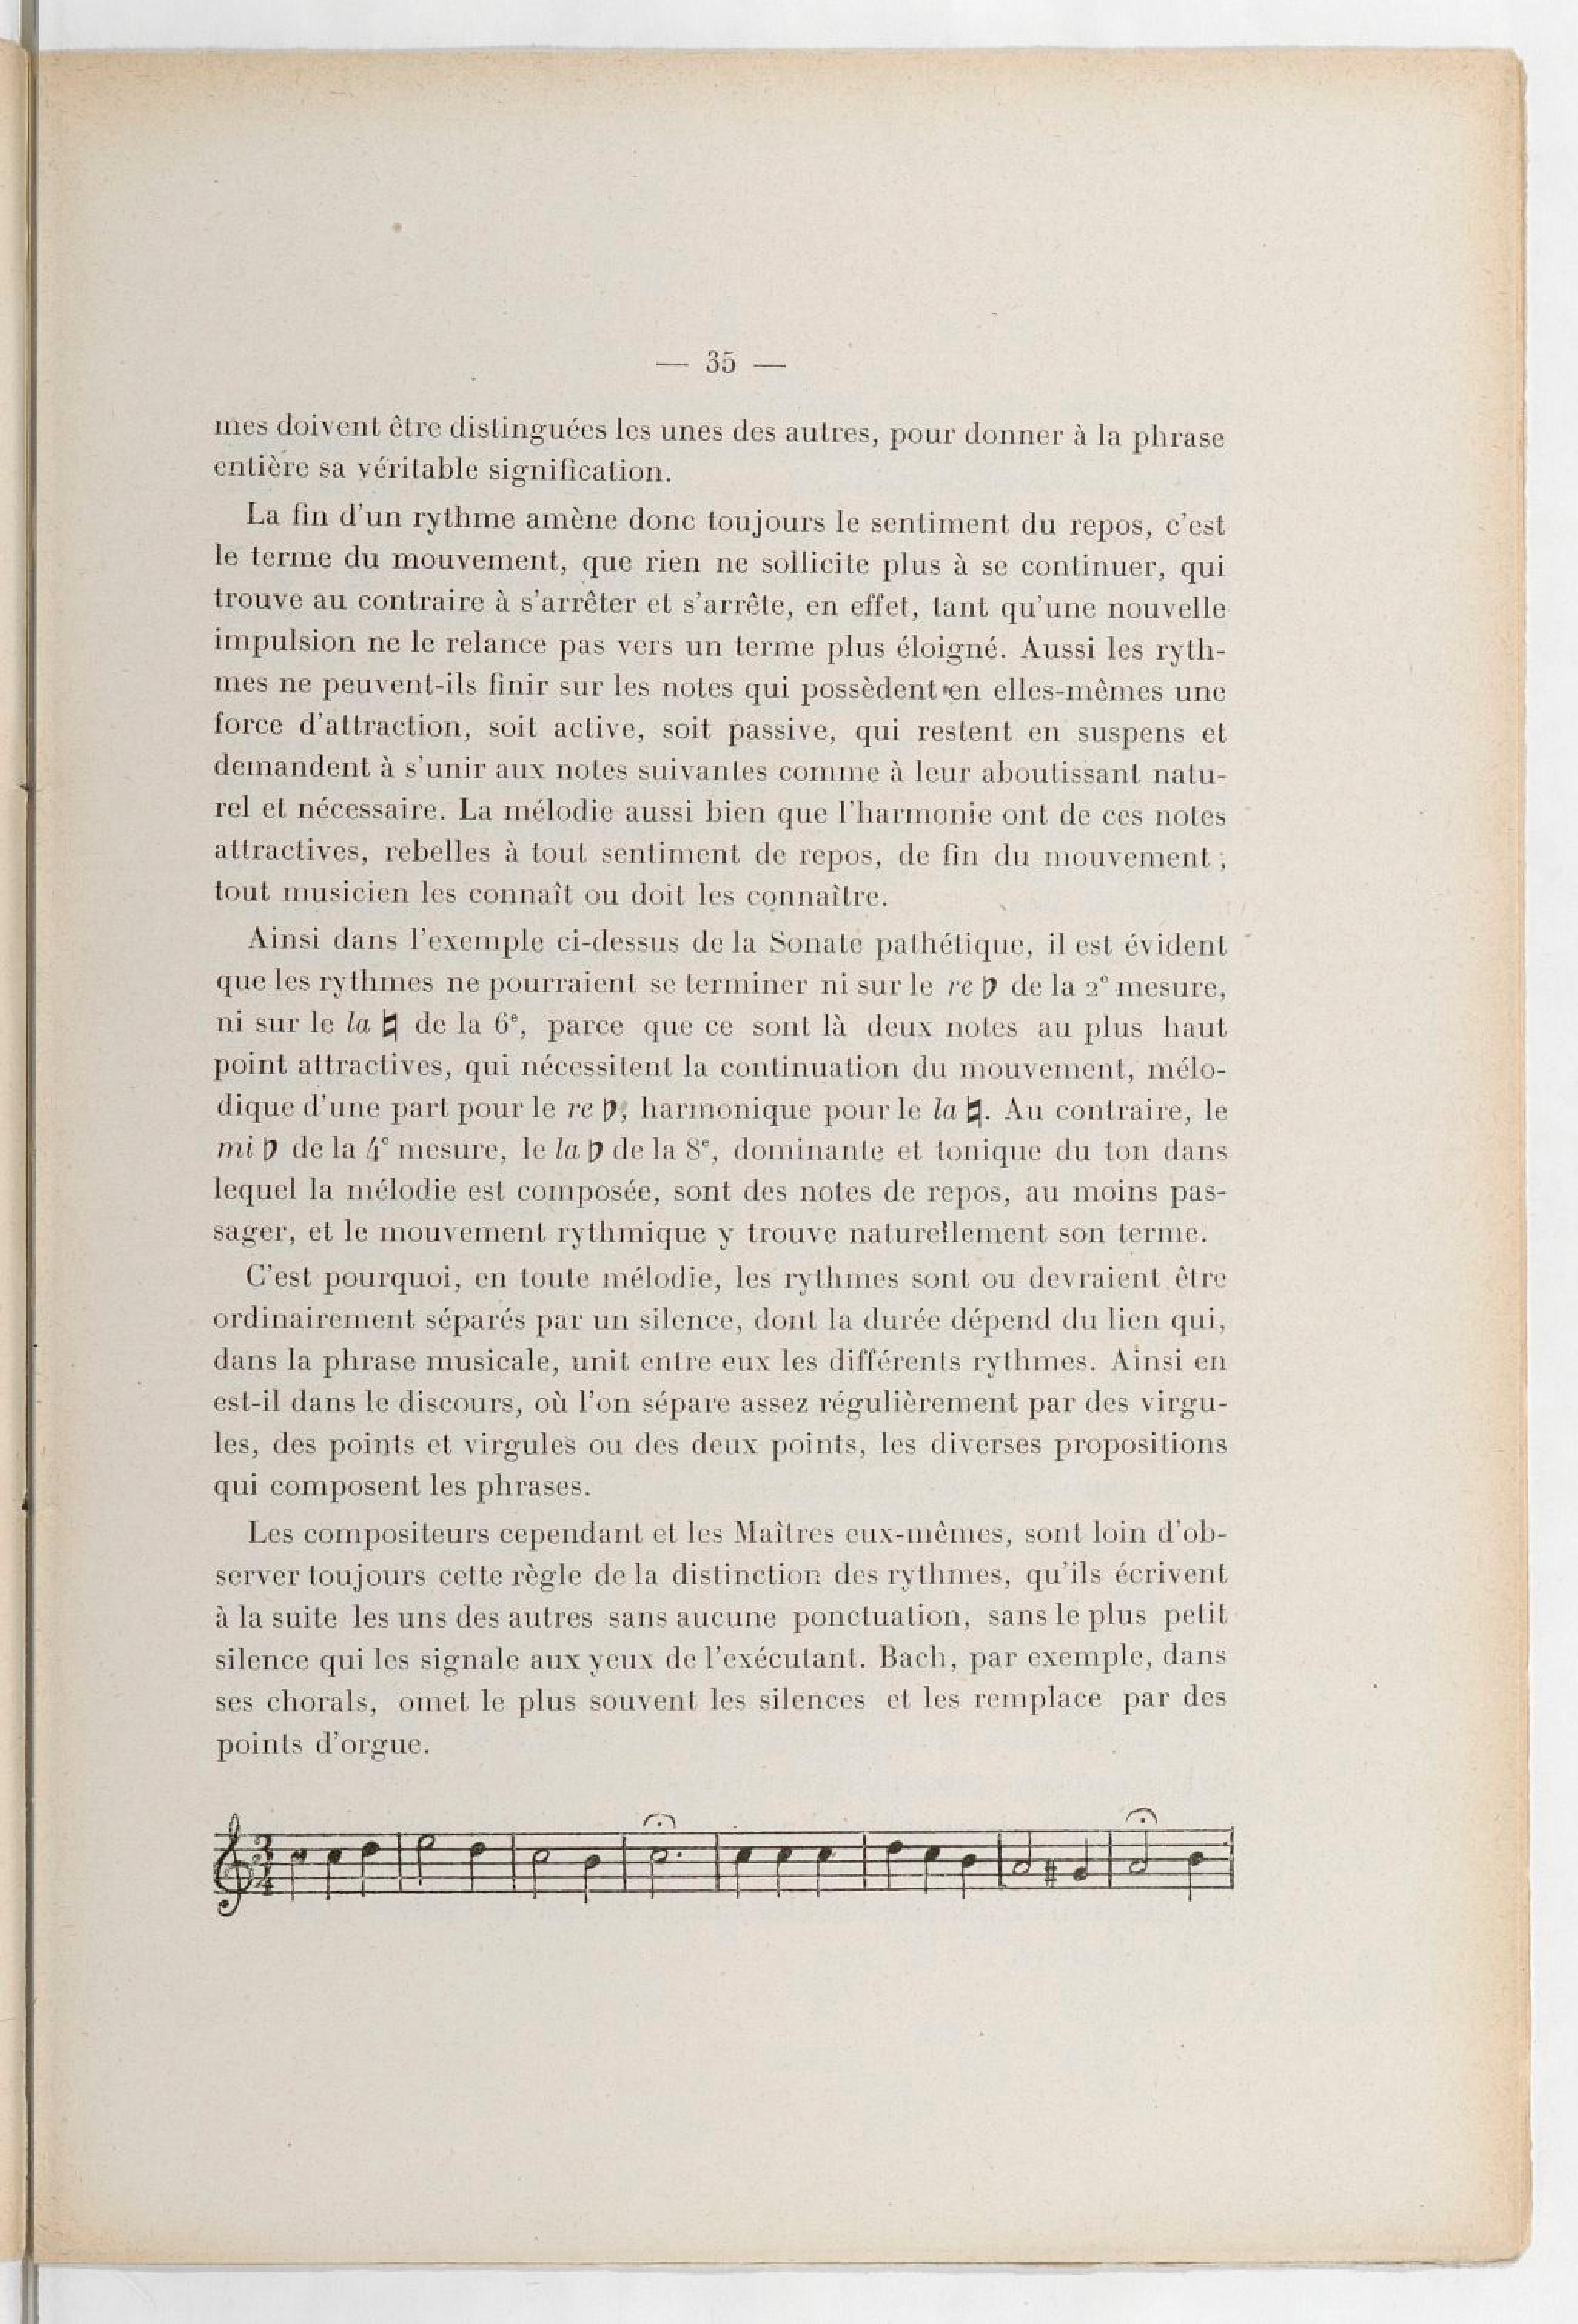 — 35 —
mes doivent être distinguées les unes des autres, pour donner à la phrase
entière sa véritable signification.
La fin d'un rythme amène donc toujours le sentiment du repos, c'est
le terme du mouvement, que rien ne sollicite plus à se continuer, qui
trouve au contraire à s'arrêter et s'arrête, en effet, tant qu'une nouvelle
impulsion ne le relance pas vers un terme plus éloigné. Aussi les ryth-
mes ne peuvent-ils finir sur les notes qui possèdent en elles-mêmes une
force d'attraction, soit active, soit passive, qui restent en suspens et
demandent à s'unir aux notes suivantes comme à leur aboutissant natu-
rel et nécessaire. La mélodie aussi bien que l'harmonie ont de ces notes
attractives, rebelles à tout sentiment de repos, de fin du mouvement ;
tout musicien les connaît ou doit les connaître.
Ainsi dans l'exemple ci-dessus de la Sonate pathétique, il est évident
que les rythmes ne pourraient se terminer ni sur le re ♭ de la 2e mesure,
ni sur le la ♮ de la 6e, parce que ce sont là deux notes au plus haut
point attractives, qui nécessitent la continuation du mouvement, mélo-
dique d'une part pour le re ♭, harmonique pour le la ♮. Au contraire, le
mi ♭ de la 4e mesure, le la ♭ de la 8e, dominante et tonique du ton dans
lequel la mélodie est composée, sont des notes de repos, au moins pas-
sager, et le mouvement rythmique y trouve naturellement son terme.
C'est pourquoi, en toute mélodie, les rythmes sont ou devraient être
ordinairement séparés par un silence, dont la durée dépend du lien qui,
dans la phrase musicale, unit entre eux les différents rythmes. Ainsi en
est-il dans le discours, où l'on sépare assez régulièrement par des virgu-
les, des points et virgules ou des deux points, les diverses propositions
qui composent les phrases.
Les compositeurs cependant et les Maîtres eux-mêmes, sont loin d'ob-
server toujours cette règle de la distinction des rythmes, qu'ils écrivent
à la suite les uns des autres sans aucune ponctuation, sans le plus petit
silence qui les signale aux yeux de l'exécutant. Bach, par exemple, dans
ses chorals, omet le plus souvent les silences et les remplace par des
points d'orgue.
3
4